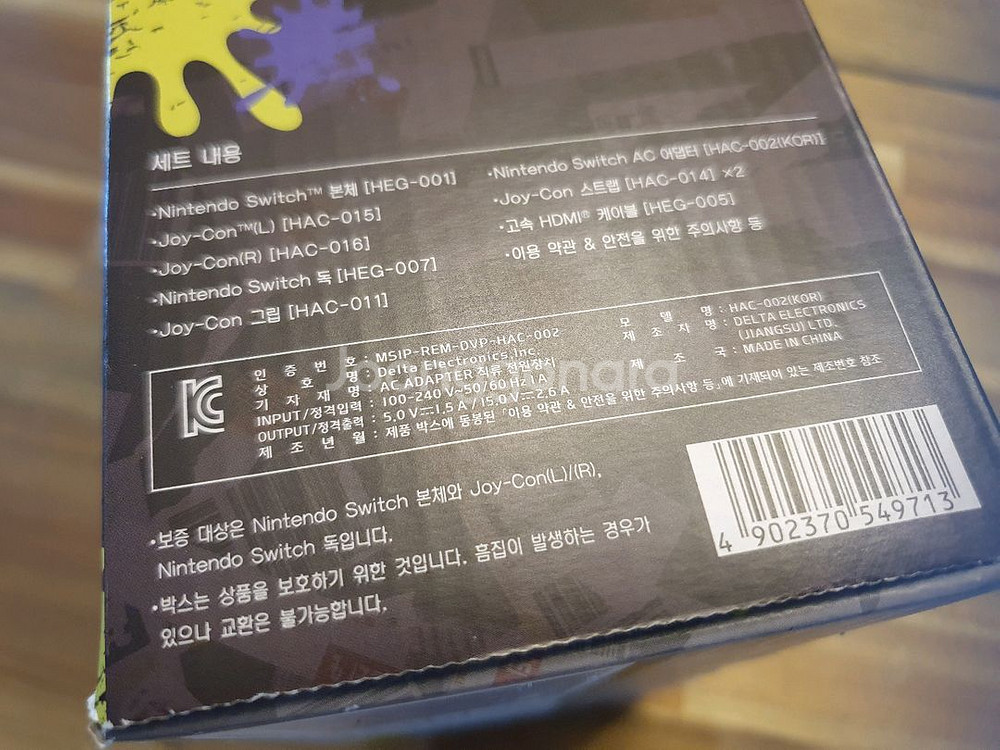 세트 내용
•Nintendo Switch™ 본체 [HEG-001]
•Joy-Con™(L) [HAC-015]
•Joy-Con(R) [HAC-016]
•Nintendo Switch 독 [HEG-007]
•Joy-Con 그립 [HAC-011]
•Nintendo Switch AC 어댑터 [HAC-002(KOR)]
•Joy-Con 스트랩 [HAC-014] ×2
•고속 HDMI® 케이블 [HEG-005]
•이용 약관 & 안전을 위한 주의사항 등
인 증 번 호 : MSIP-REM-DVP-HAC-002
상 호 명 : Delta Electronics,Inc.
기 자 재 명 : AC ADAPTER 직류 전원장치
INPUT/정격입력 : 100-240 V~50/60 Hz 1 A
OUTPUT/정격출력 : 5.0 V⎓1.5 A / 15.0 V⎓2.6 A
제 조 년 월 : 제품 박스에 동봉된 「이용 약관 & 안전을 위한 주의사항 등」에 기재되어 있는 제조번호 참조
모 델 명 : HAC-002(KOR)
제 조 자 명 : DELTA ELECTRONICS
(JIANGSU) LTD.
제 조 국 : MADE IN CHINA
•보증 대상은 Nintendo Switch 본체와 Joy-Con(L)/(R),
Nintendo Switch 독입니다.
•박스는 상품을 보호하기 위한 것입니다. 흠집이 발생하는 경우가
있으나 교환은 불가능합니다.
4 902370 549713